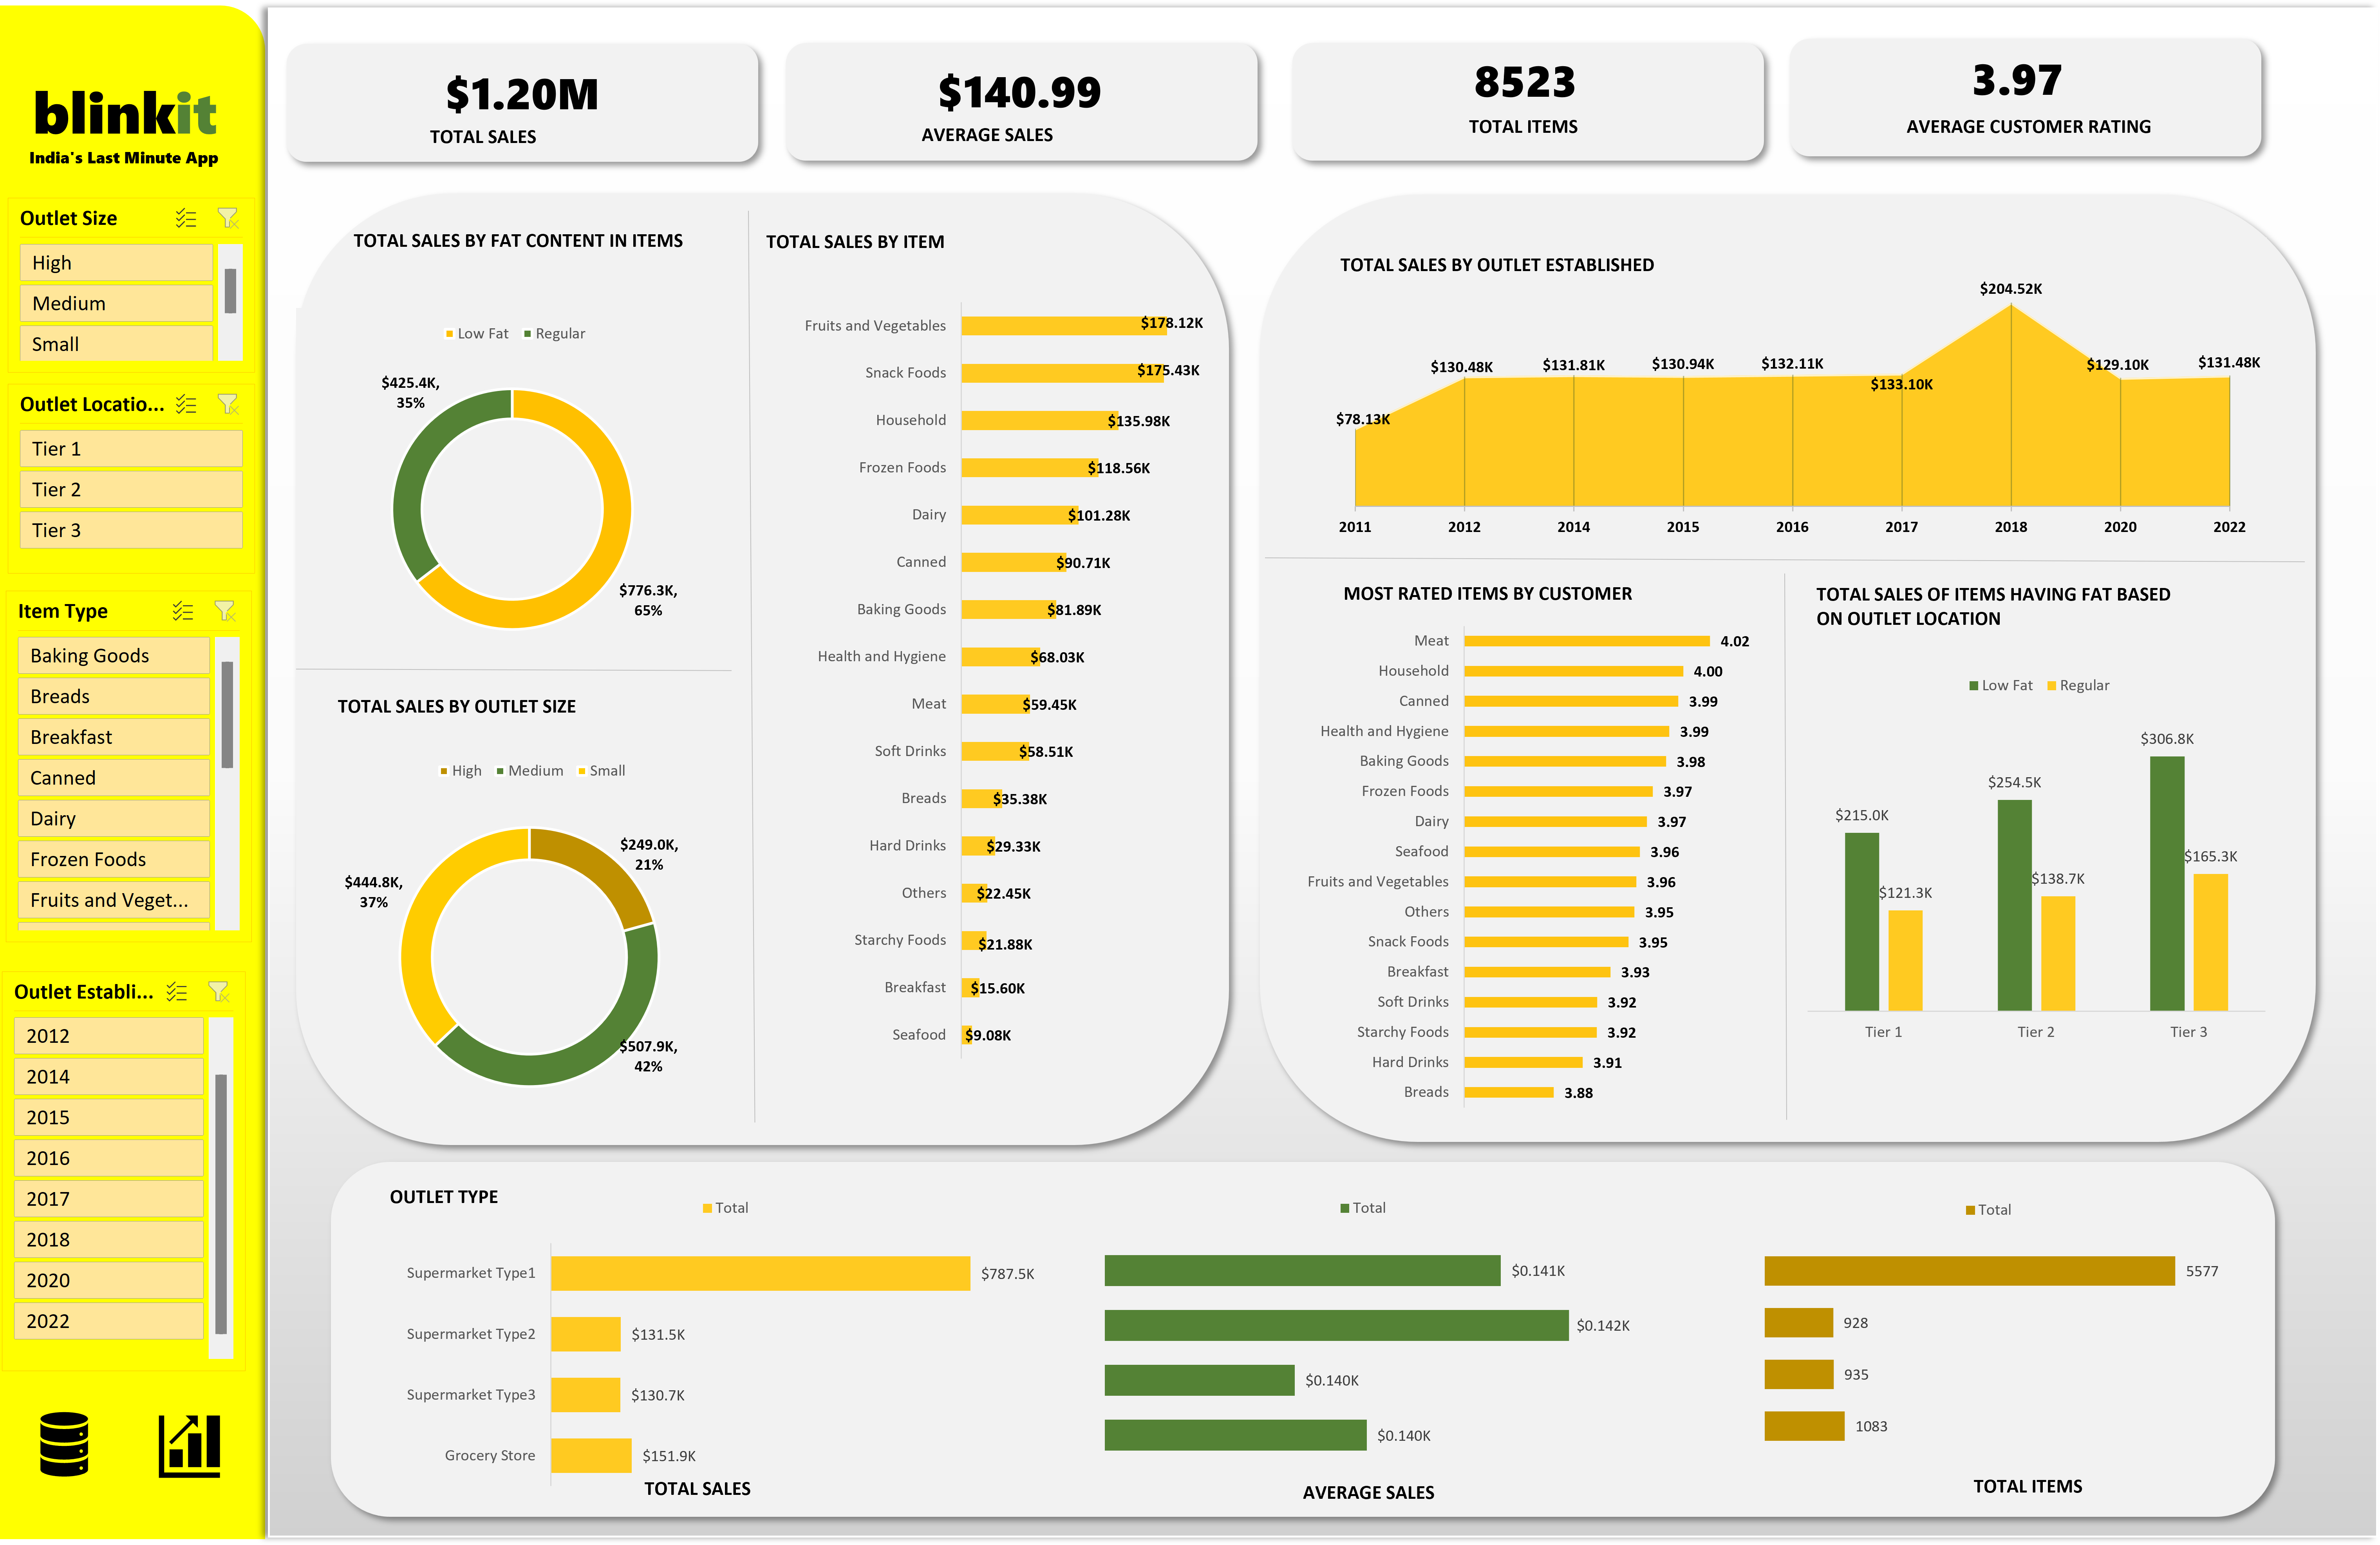 blinkit
India's Last Minute App
Outlet Size
High
Medium
Small
Outlet Locatio...
Tier 1
Tier 2
Tier 3
Item Type
Baking Goods
Breads
Breakfast
Canned
Dairy
Frozen Foods
Fruits and Veget...
Outlet Establi...
2012
2014
2015
2016
2017
2018
2020
2022
$1.20M
TOTAL SALES
$140.99
AVERAGE SALES
8523
TOTAL ITEMS
3.97
AVERAGE CUSTOMER RATING
TOTAL SALES BY FAT CONTENT IN ITEMS
Low Fat Regular
$425.4K,
35%
$776.3K,
65%
TOTAL SALES BY OUTLET SIZE
High Medium Small
$249.0K,
21%
$444.8K,
37%
$507.9K,
42%
TOTAL SALES BY ITEM
Fruits and Vegetables $178.12K
Snack Foods $175.43K
Household $135.98K
Frozen Foods $118.56K
Dairy $101.28K
Canned $90.71K
Baking Goods $81.89K
Health and Hygiene $68.03K
Meat $59.45K
Soft Drinks $58.51K
Breads $35.38K
Hard Drinks $29.33K
Others $22.45K
Starchy Foods $21.88K
Breakfast $15.60K
Seafood $9.08K
TOTAL SALES BY OUTLET ESTABLISHED
$78.13K $130.48K $131.81K $130.94K $132.11K $133.10K $204.52K $129.10K $131.48K
2011 2012 2014 2015 2016 2017 2018 2020 2022
MOST RATED ITEMS BY CUSTOMER
Meat 4.02
Household 4.00
Canned 3.99
Health and Hygiene 3.99
Baking Goods 3.98
Frozen Foods 3.97
Dairy 3.97
Seafood 3.96
Fruits and Vegetables 3.96
Others 3.95
Snack Foods 3.95
Breakfast 3.93
Soft Drinks 3.92
Starchy Foods 3.92
Hard Drinks 3.91
Breads 3.88
TOTAL SALES OF ITEMS HAVING FAT BASED
ON OUTLET LOCATION
Low Fat Regular
$215.0K $121.3K $254.5K $138.7K $306.8K $165.3K
Tier 1 Tier 2 Tier 3
OUTLET TYPE
Total
Supermarket Type1 $787.5K
Supermarket Type2 $131.5K
Supermarket Type3 $130.7K
Grocery Store $151.9K
TOTAL SALES
Total
$0.141K
$0.142K
$0.140K
$0.140K
AVERAGE SALES
Total
5577
928
935
1083
TOTAL ITEMS